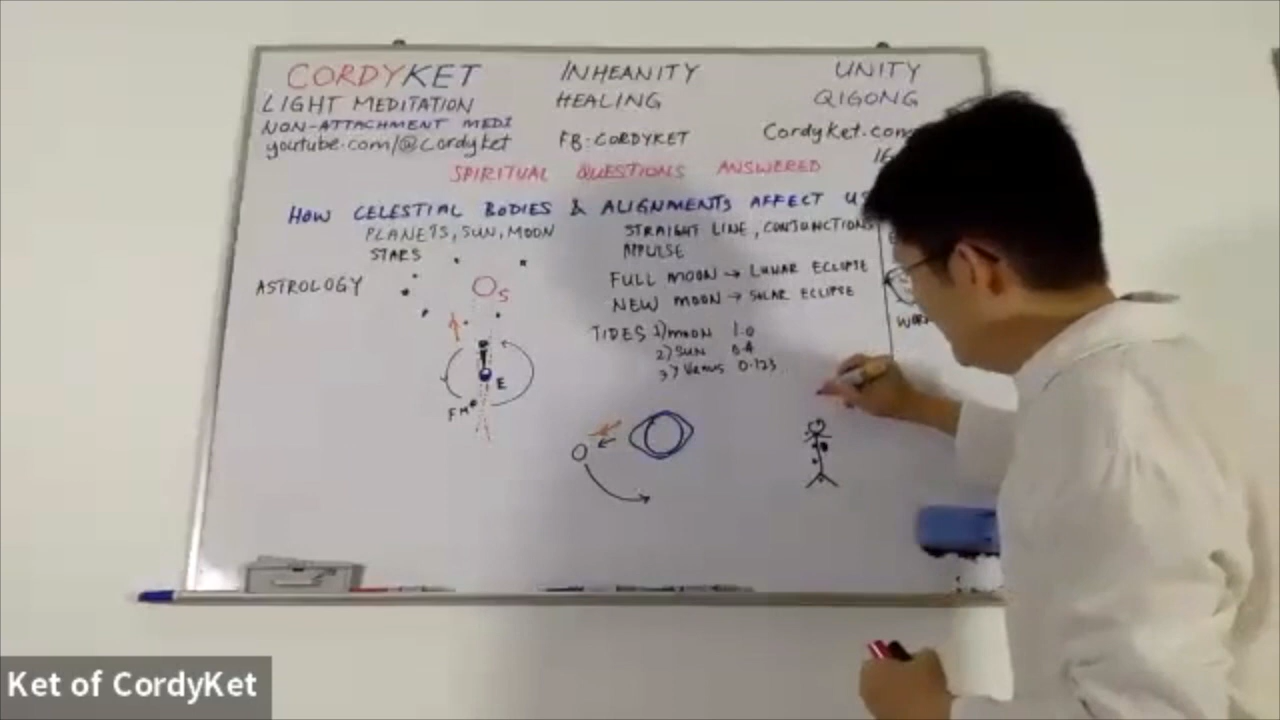 CORDYKET INHEANITY UNITY
LIGHT MEDITATION HEALING QIGONG
NON-ATTACHMENT MEDI
youtube.com/@Cordyket FB:CORDYKET CordyKet.com
16
SPIRITUAL QUESTIONS ANSWERED
HOW CELESTIAL BODIES & ALIGNMENTS AFFECT US
PLANETS, SUN, MOON STRAIGHT LINE, CONJUNCTIONS
STARS APPULSE
ASTROLOGY
FULL MOON → LUNAR ECLIPSE
NEW MOON → SOLAR ECLIPSE
S
TIDES 1) MOON 1.0
2) SUN 0.4
3) Venus 0.123
E
FM
Ket of CordyKet